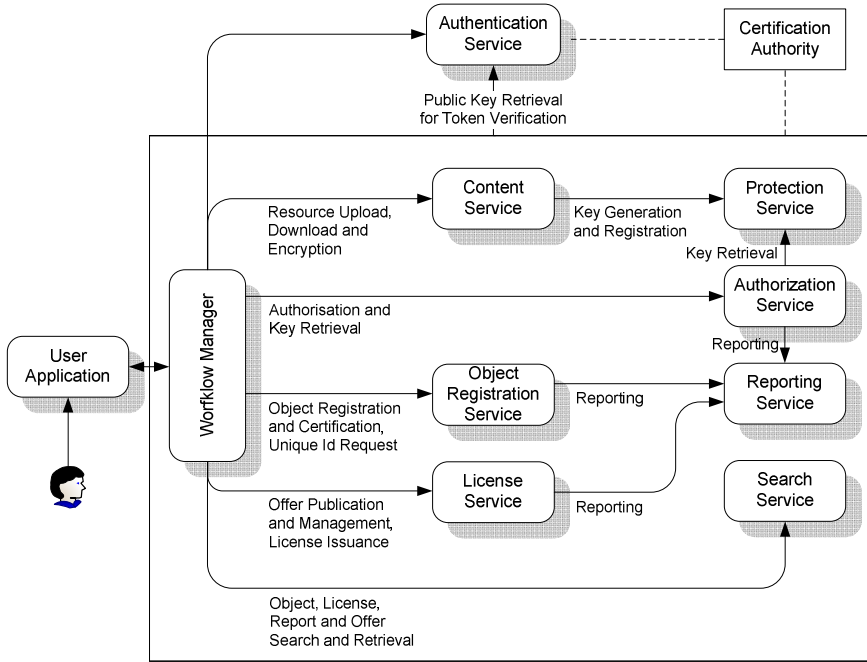 Authentication
Service
Certification
Authority
Public Key Retrieval
for Token Verification
Content
Service
Protection
Service
Resource Upload,
Download and
Encryption
Key Generation
and Registration
Key Retrieval
Authorization
Service
Authorisation and
Key Retrieval
Worfklow Manager
User
Application
Reporting
Object
Registration
Service
Reporting
Reporting
Service
Object Registration
and Certification,
Unique Id Request
License
Service
Reporting
Search
Service
Offer Publication
and Management,
License Issuance
Object, License,
Report and Offer
Search and Retrieval